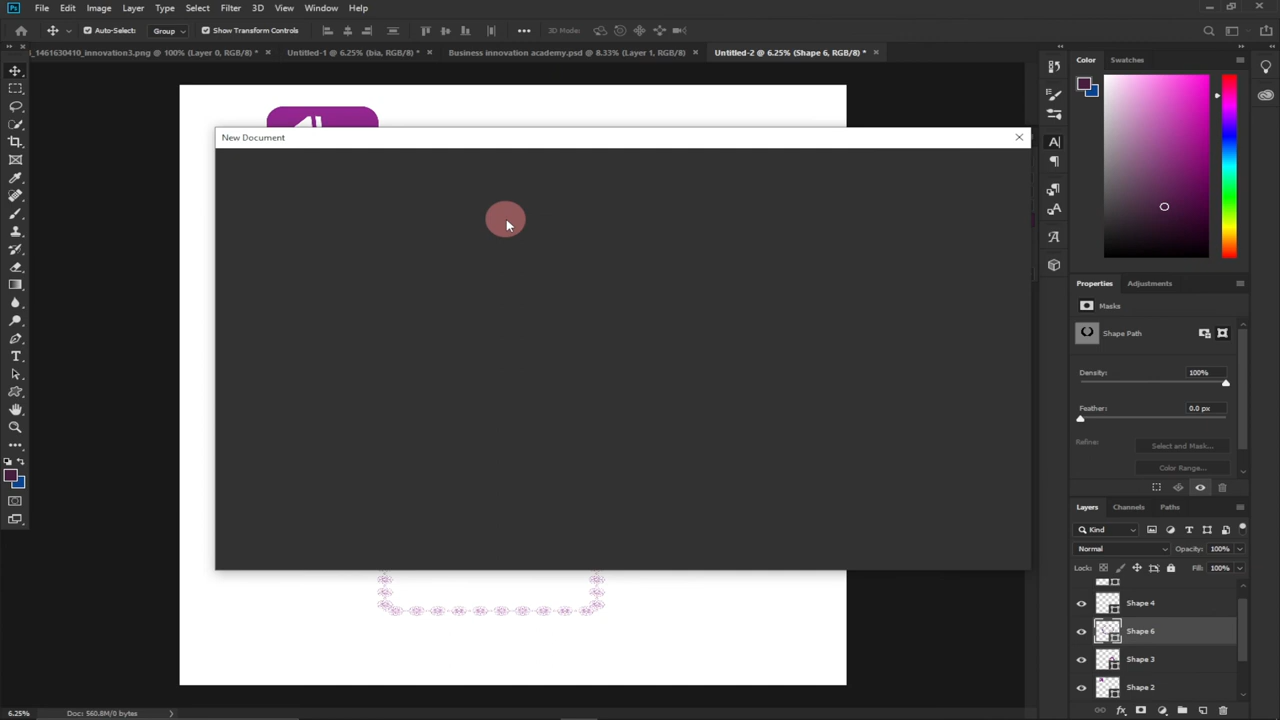 Ps File Edit Image Layer Type Select Filter 3D View Window Help
Auto-Select: Group Show Transform Controls 3D Mode:
_1461630410_innovation3.png @ 100% (Layer 0, RGB/8) * Untitled-1 @ 6.25% (bia, RGB/8) * Business innovation academy.psd @ 8.33% (Layer 1, RGB/8) Untitled-2 @ 6.25% (Shape 6, RGB/8) *
Color Swatches
New Document
Properties Adjustments
Masks
Shape Path
Density: 100%
Feather: 0.0 px
Refine: Select and Mask...
Color Range...
Layers Channels Paths
Kind
Normal Opacity: 100%
Lock: Fill: 100%
Shape 4
Shape 6
Shape 3
Shape 2
6.25% Doc: 560.8M/0 bytes